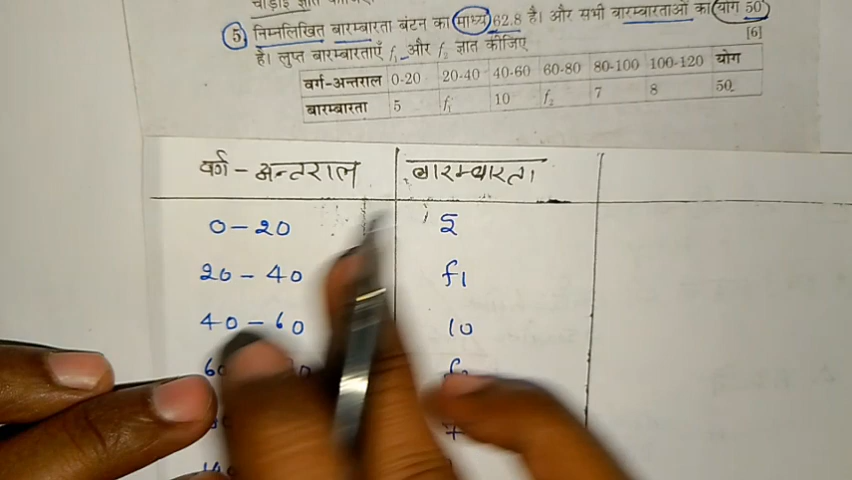 चौड़ाई ज्ञात कीजिए
5 निम्नलिखित बारम्बारता बंटन का माध्य 62.8 है। और सभी बारम्बारताओं का योग 50
है। लुप्त बारम्बारताएँ f₁ और f₂ ज्ञात कीजिए [6]
वर्ग-अन्तराल 0-20 20-40 40-60 60-80 80-100 100-120 योग
बारम्बारता 5 f₁ 10 f₂ 7 8 50
वर्ग - अन्तराल बारम्बारता
0-20 5
20-40 f1
40-60 10
7